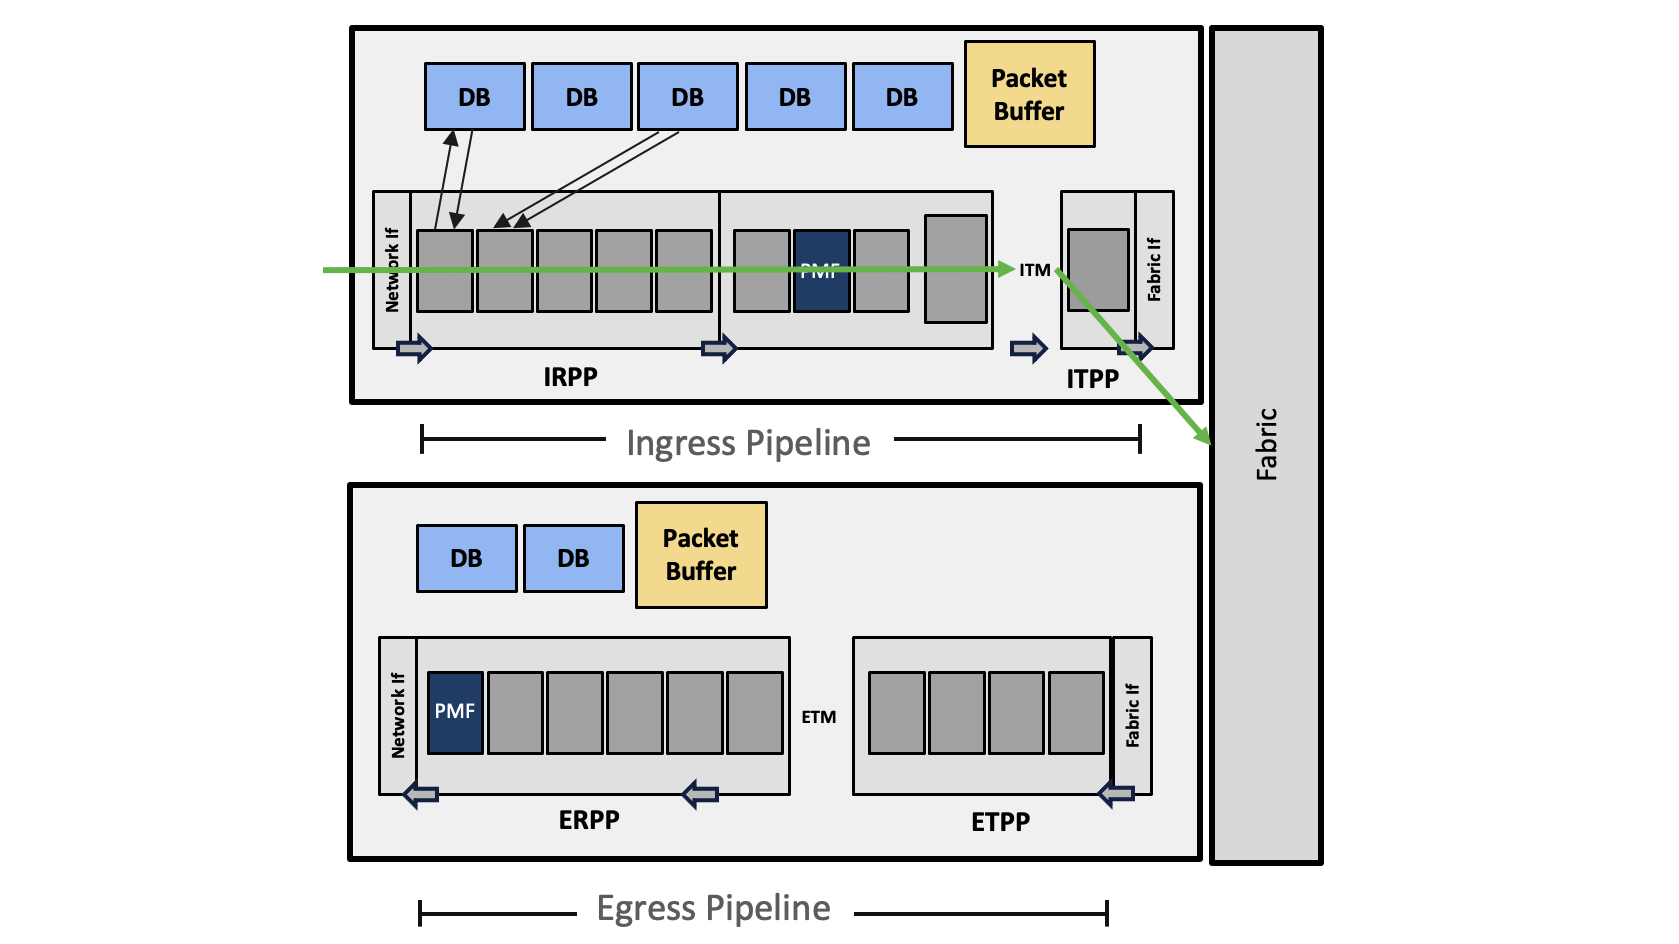 DB
DB
DB
DB
DB
Packet
Buffer
Network If
PMF
ITM
Fabric If
IRPP
ITPP
Ingress Pipeline
Fabric
DB
DB
Packet
Buffer
Network If
PMF
ETM
Fabric If
ERPP
ETPP
Egress Pipeline